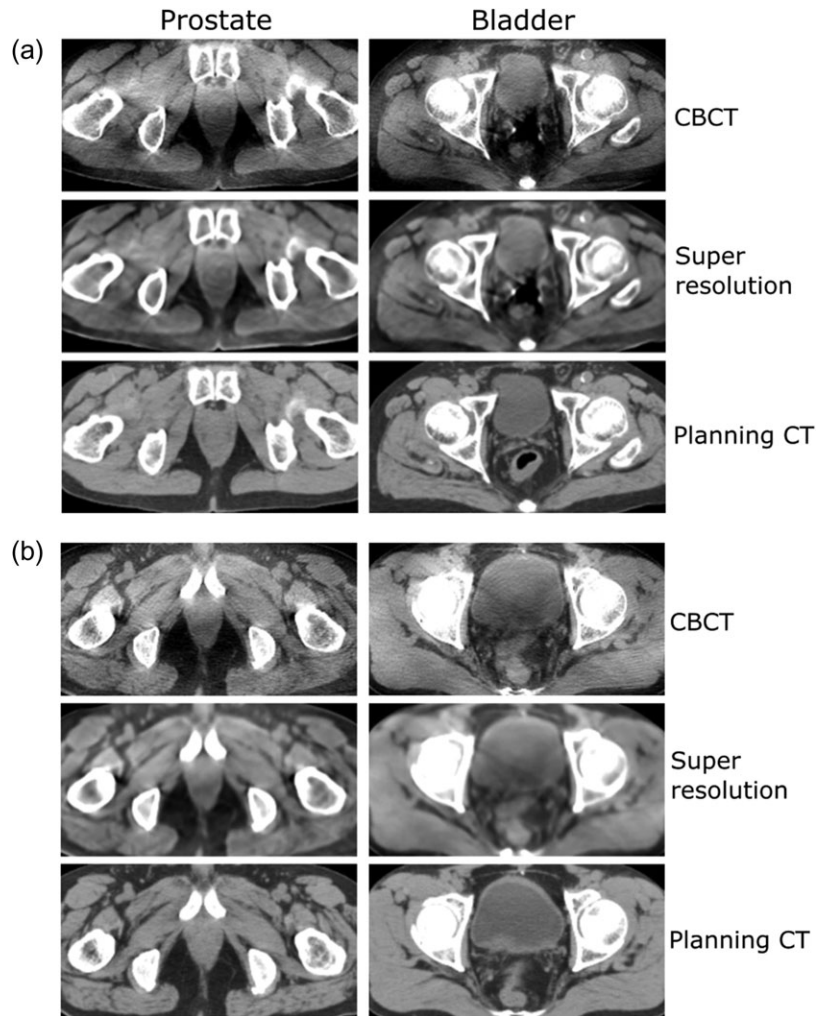 Prostate Bladder
(a)
CBCT
Super
resolution
Planning CT
(b)
CBCT
Super
resolution
Planning CT